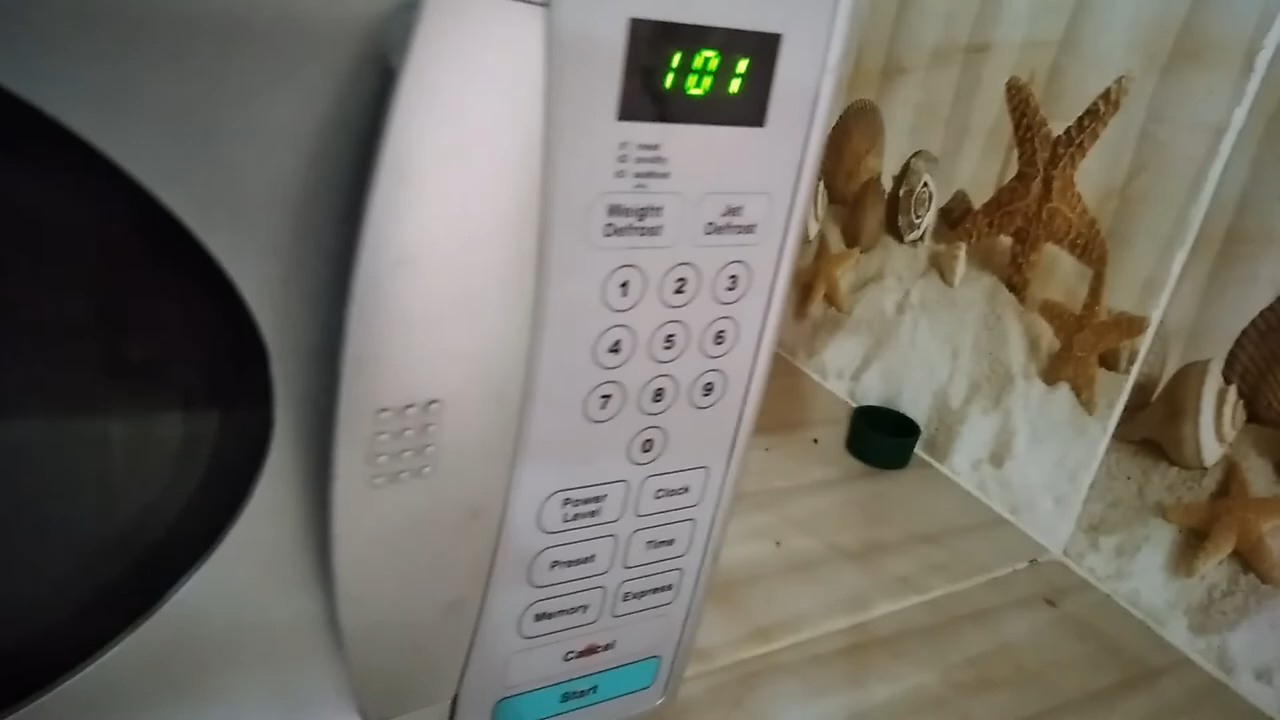 101
Weight
Defrost
Jet
Defrost
1 2 3
4 5 6
7 8 9
0
Power
Level
Clock
Preset
Time
Memory
Express
Cancel
Start